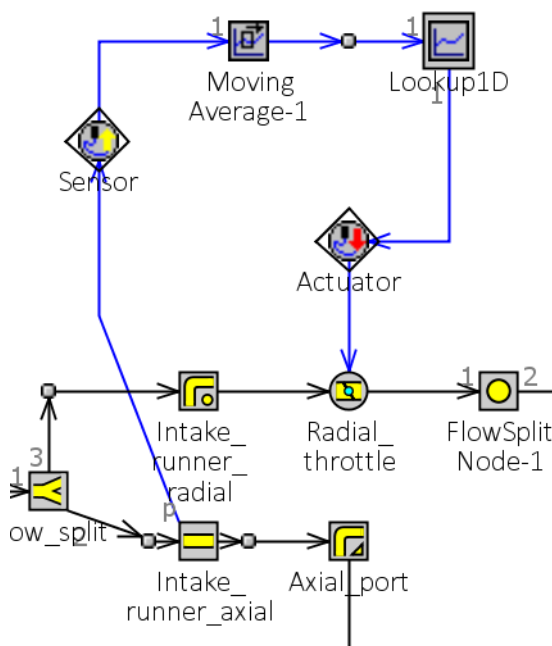 1
1
Moving
Average-1
Lookup1D
1
Sensor
Actuator
1
2
Intake_
runner_
radial
Radial_
throttle
FlowSplit
Node-1
3
1
ow_split
2
p
Intake_
runner_axial
Axial_port